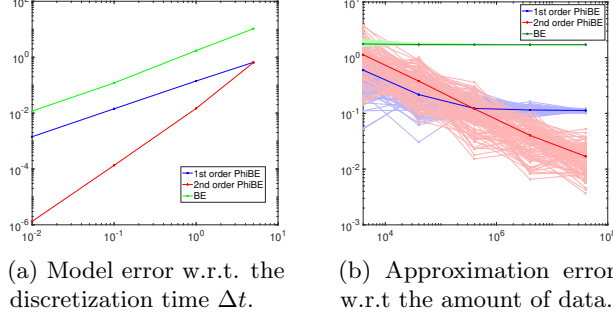 10^2
10^1
10^0
10^0
10^-2
10^-1
10^-4
10^-2
1st order PhiBE
2nd order PhiBE
BE
10^-6
10^-3
10^-2
10^-1
10^0
10^1
1st order PhiBE
2nd order PhiBE
BE
10^4
10^6
10^8
(a) Model error w.r.t. the
discretization time Δt.
(b) Approximation error
w.r.t the amount of data.